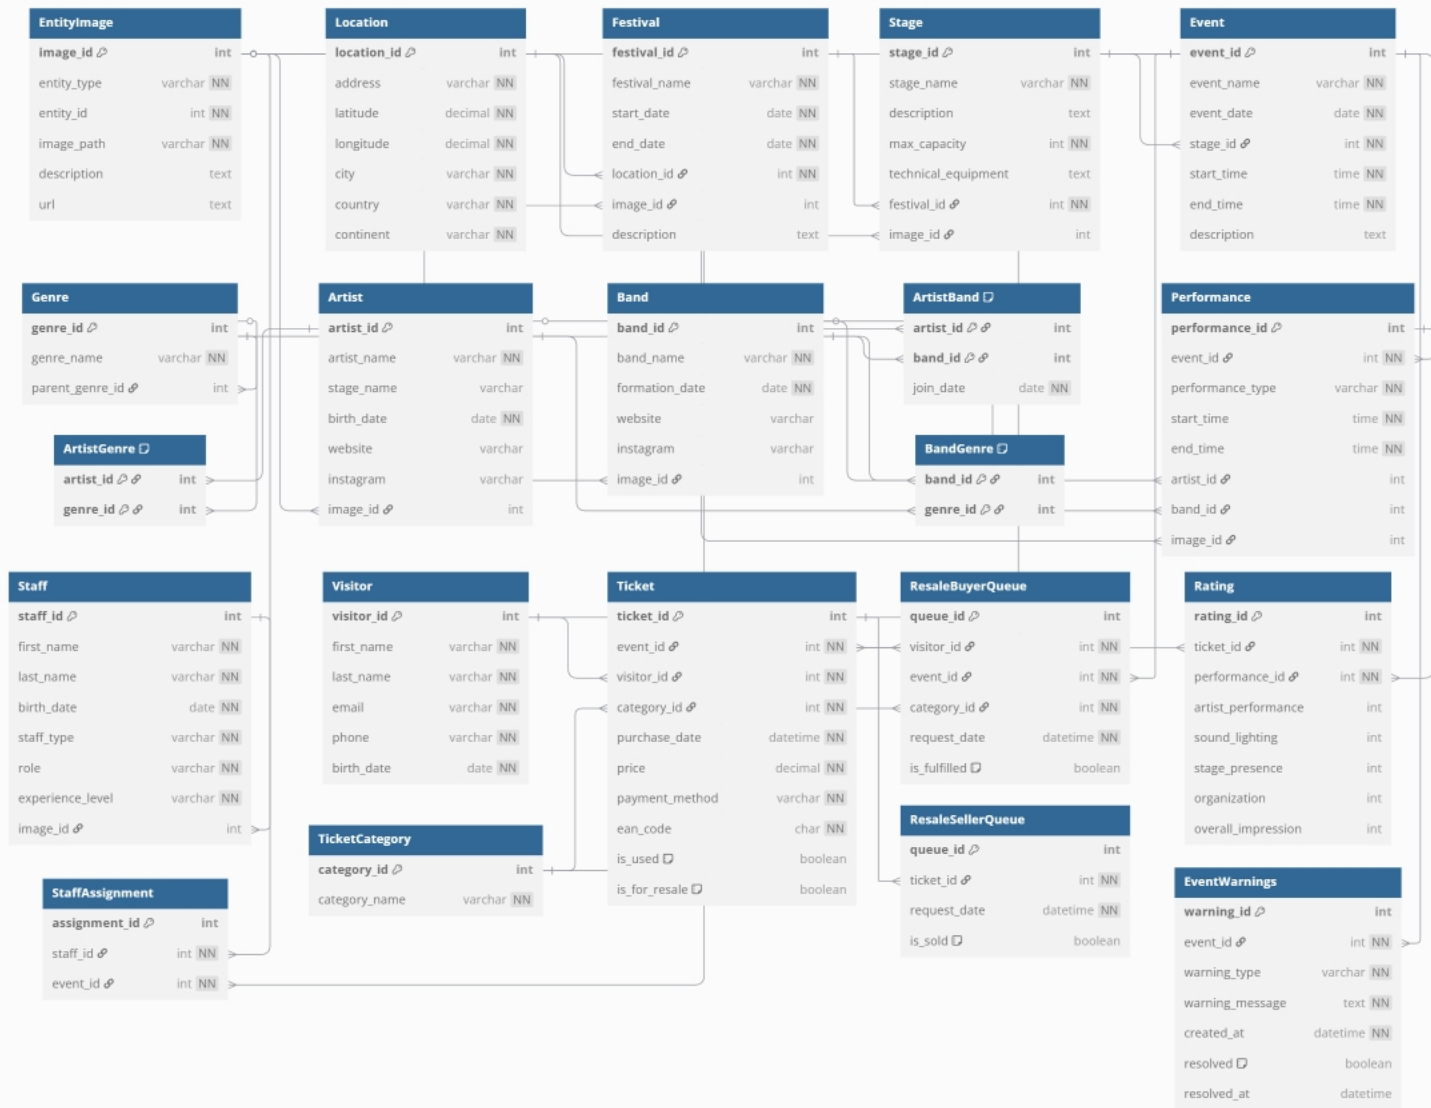 EntityImage
image_id int
entity_type varchar NN
entity_id int NN
image_path varchar NN
description text
url text
Location
location_id int
address varchar NN
latitude decimal NN
longitude decimal NN
city varchar NN
country varchar NN
continent varchar NN
Festival
festival_id int
festival_name varchar NN
start_date date NN
end_date date NN
location_id int NN
image_id int
description text
Stage
stage_id int
stage_name varchar NN
description text
max_capacity int NN
technical_equipment text
festival_id int NN
image_id int
Event
event_id int
event_name varchar NN
event_date date NN
stage_id int NN
start_time time NN
end_time time NN
description text
Genre
genre_id int
genre_name varchar NN
parent_genre_id int
ArtistGenre
artist_id int
genre_id int
Artist
artist_id int
artist_name varchar NN
stage_name varchar
birth_date date NN
website varchar
instagram varchar
image_id int
Band
band_id int
band_name varchar NN
formation_date date NN
website varchar
instagram varchar
image_id int
ArtistBand
artist_id int
band_id int
join_date date NN
BandGenre
band_id int
genre_id int
Performance
performance_id int
event_id int NN
performance_type varchar NN
start_time time NN
end_time time NN
artist_id int
band_id int
image_id int
Staff
staff_id int
first_name varchar NN
last_name varchar NN
birth_date date NN
staff_type varchar NN
role varchar NN
experience_level varchar NN
image_id int
StaffAssignment
assignment_id int
staff_id int NN
event_id int NN
Visitor
visitor_id int
first_name varchar NN
last_name varchar NN
email varchar NN
phone varchar NN
birth_date date NN
TicketCategory
category_id int
category_name varchar NN
Ticket
ticket_id int
event_id int NN
visitor_id int NN
category_id int NN
purchase_date datetime NN
price decimal NN
payment_method varchar NN
ean_code char NN
is_used boolean
is_for_resale boolean
ResaleBuyerQueue
queue_id int
visitor_id int NN
event_id int NN
category_id int NN
request_date datetime NN
is_fulfilled boolean
ResaleSellerQueue
queue_id int
ticket_id int NN
request_date datetime NN
is_sold boolean
Rating
rating_id int
ticket_id int NN
performance_id int NN
artist_performance int
sound_lighting int
stage_presence int
organization int
overall_impression int
EventWarnings
warning_id int
event_id int NN
warning_type varchar NN
warning_message text NN
created_at datetime NN
resolved boolean
resolved_at datetime